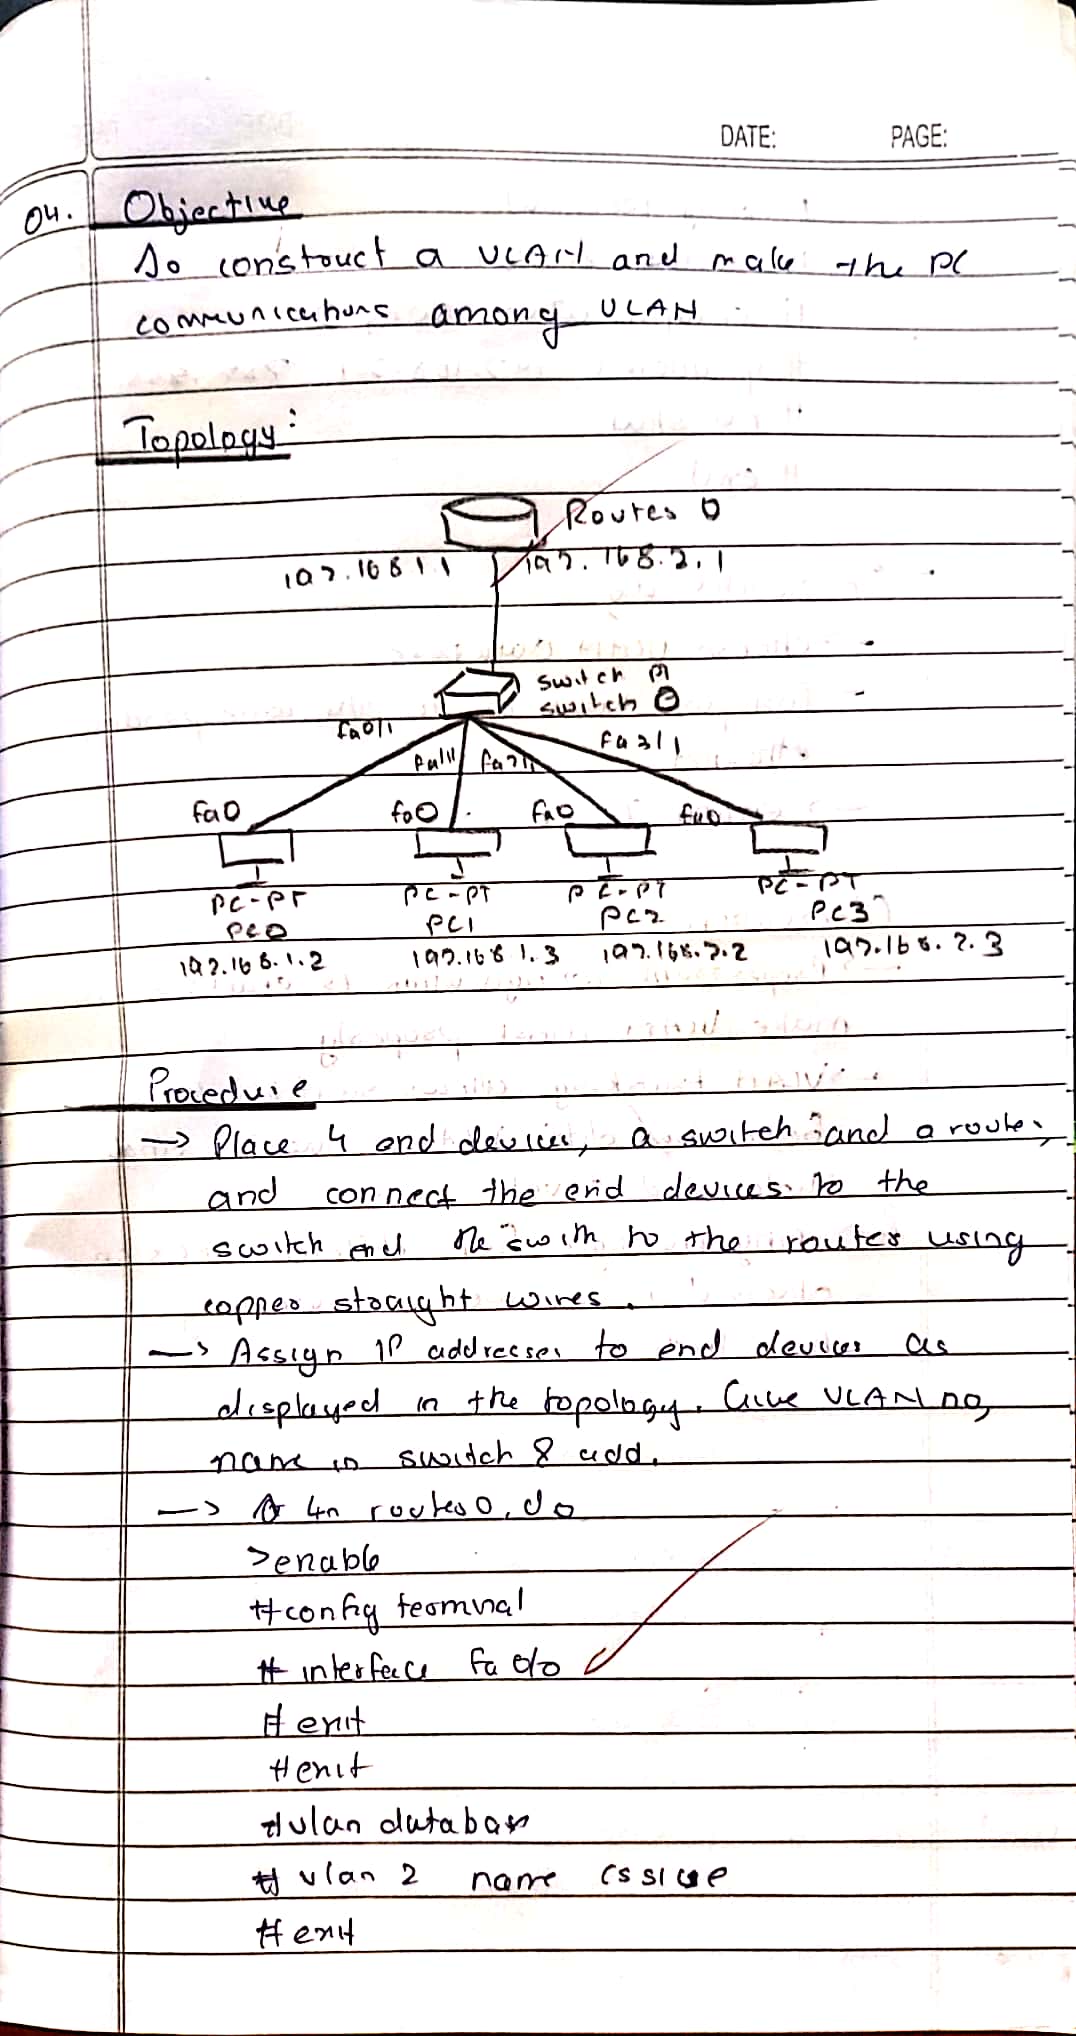 DATE: PAGE:
04. Objective
To construct a VLAN and make the PC
communications among VLAN
Topology:
Router 0
192.168 1.1 192.168.2.1
switch
switch 0
fa0/1 fa1/1 fa2/1 fa3/1
fa0 fa0 fa0 fa0
PC-PT PC-PT PC-PT PC-PT
PC0 PC1 PC2 PC3
192.168.1.2 192.168 1.3 192.168.2.2 192.168.2.3
Procedure
-> Place 4 end devices, a switch and a router,
and connect the end devices to the
switch and the swith to the router using
copper straight wires.
-> Assign IP addresses to end devices as
displayed in the topology. Give VLAN no,
name in switch & add.
-> In router 0, do
>enable
#config terminal
# interface fa 0/0
# exit
#exit
#vlan database
# vlan 2 name
# exit